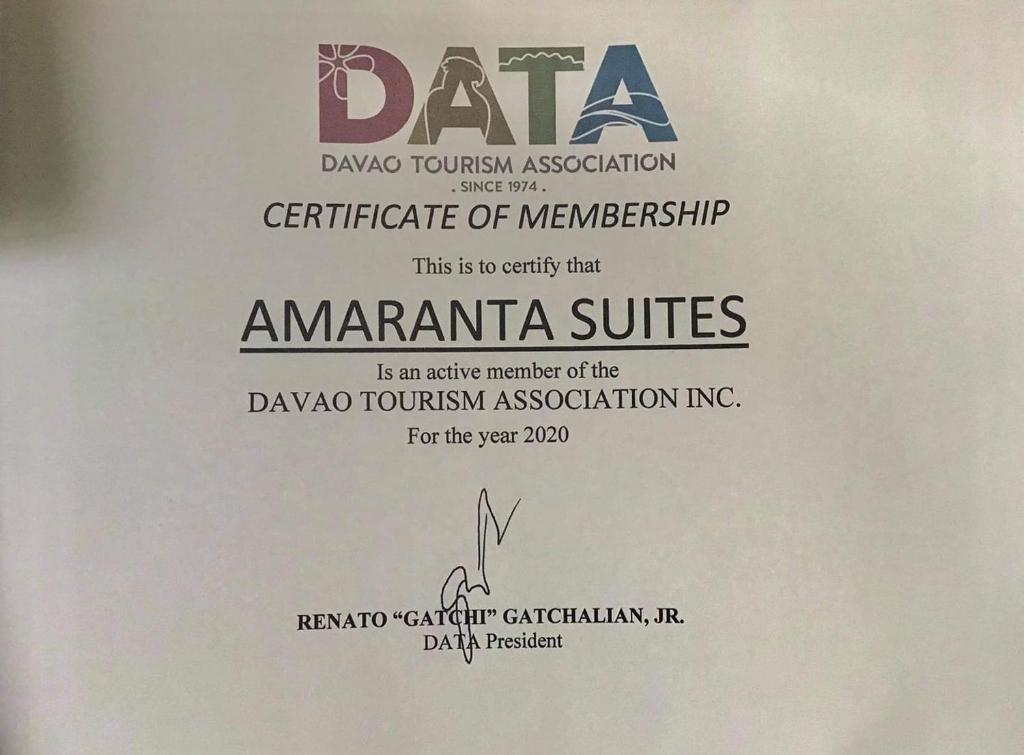 DATA
DAVAO TOURISM ASSOCIATION
. SINCE 1974 .
CERTIFICATE OF MEMBERSHIP
This is to certify that
AMARANTA SUITES
Is an active member of the
DAVAO TOURISM ASSOCIATION INC.
For the year 2020
RENATO “GATCHI” GATCHALIAN, JR.
DATA President